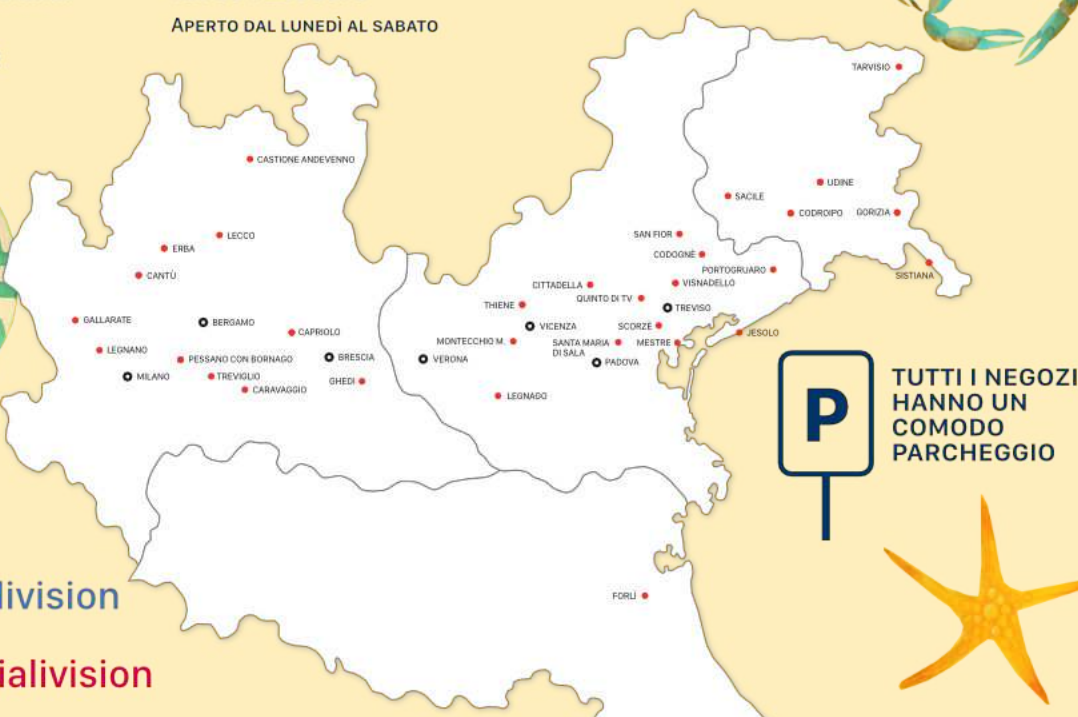 APERTO DAL LUNEDÌ AL SABATO
TARVISIO
CASTIONE ANDEVENNO
UDINE
SACILE
CODROIPO
GORIZIA
LECCO
SAN FIOR
ERBA
CODOGNÈ
PORTOGRUARO
SISTIANA
CANTÙ
CITTADELLA
VISNADELLO
QUINTO DI TV
THIENE
TREVISO
GALLARATE
BERGAMO
VICENZA
SCORZÈ
CAPRIOLO
JESOLO
MONTECCHIO M.
SANTA MARIA
DI SALA
MESTRE
LEGNANO
PESSANO CON BORNAGO
BRESCIA
VERONA
PADOVA
MILANO
TREVIGLIO
GHEDI
CARAVAGGIO
LEGNAGO
P
TUTTI I NEGOZI
HANNO UN
COMODO
PARCHEGGIO
FORLÌ
livision
ialivision